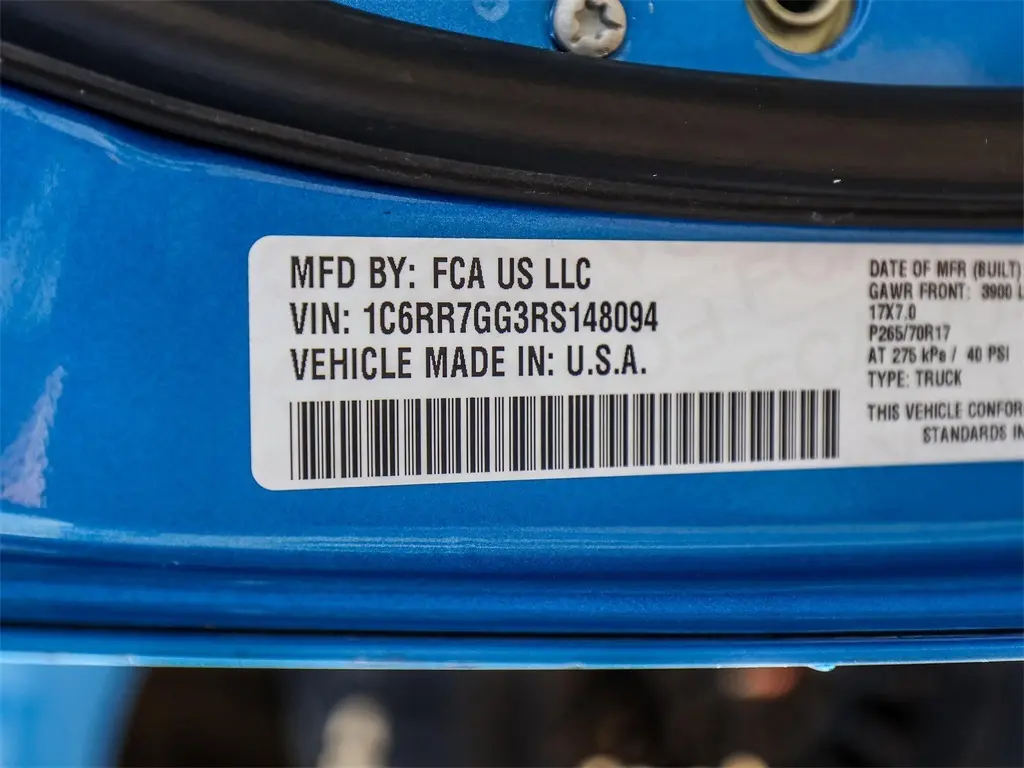 MFD BY: FCA US LLC
VIN: 1C6RR7GG3RS148094
VEHICLE MADE IN: U.S.A.
DATE OF MFR (BUILT)
GAWR FRONT: 3900 L
17X7.0
P265/70R17
AT 275 kPa / 40 PSI
TYPE: TRUCK
THIS VEHICLE CONFOR
STANDARDS IN